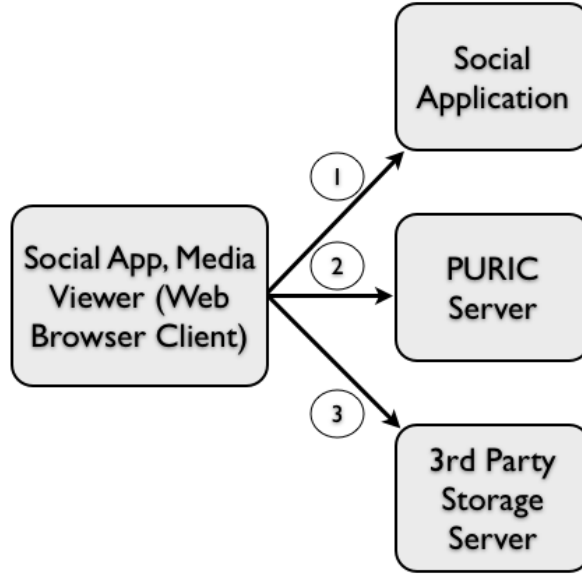 Social
Application
1
Social App, Media
Viewer (Web
Browser Client)
2
PURIC
Server
3
3rd Party
Storage
Server